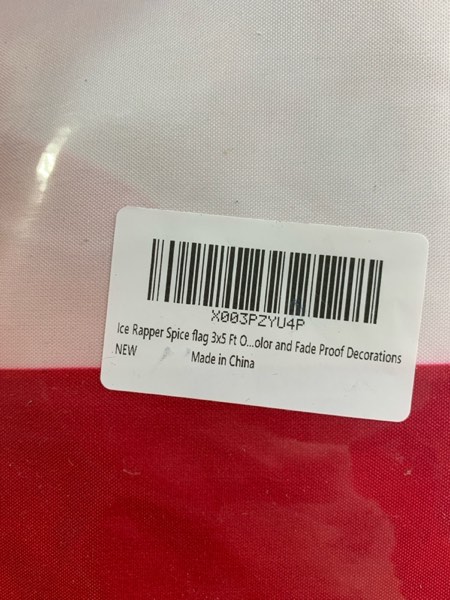 X003PZYU4P
Ice Rapper Spice flag 3x5 Ft O...olor and Fade Proof Decorations
NEW
Made in China